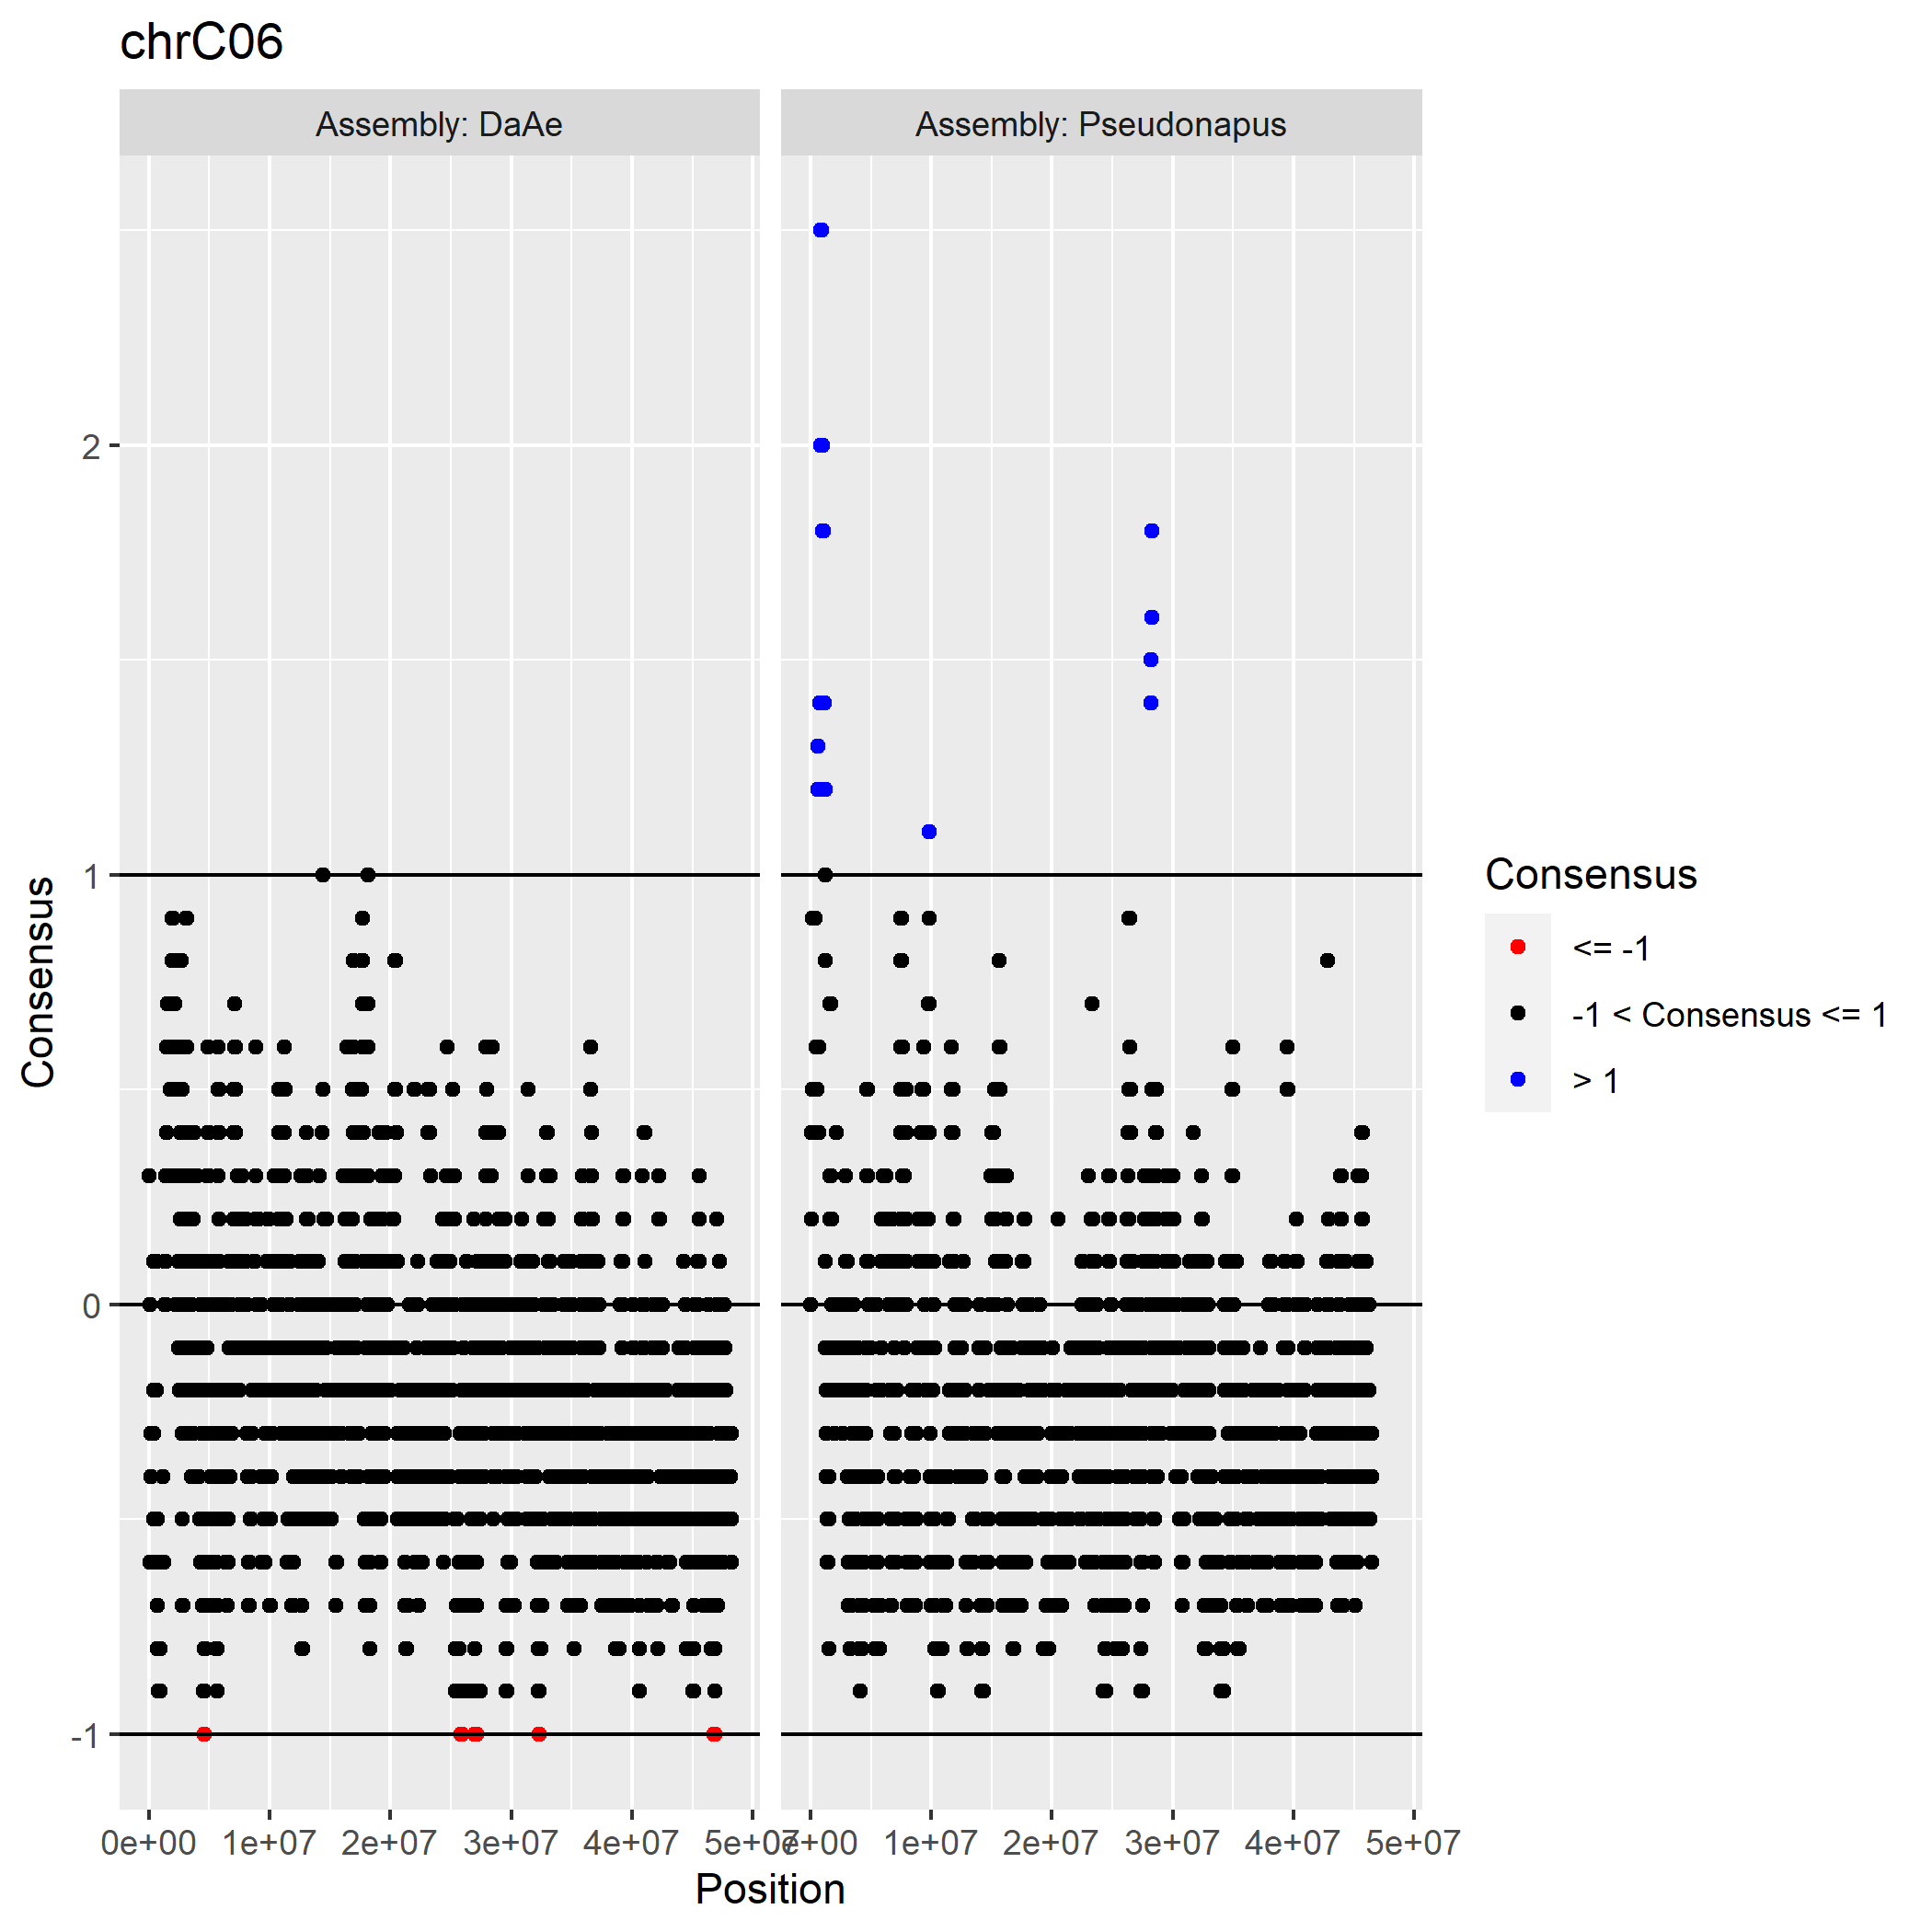 chrC06
Assembly: DaAe
Assembly: Pseudonapus
2
1
0
-1
Consensus
0e+00 1e+07 2e+07 3e+07 4e+07 5e+07
0e+00 1e+07 2e+07 3e+07 4e+07 5e+07
Position
Consensus
<= -1
-1 < Consensus <= 1
> 1